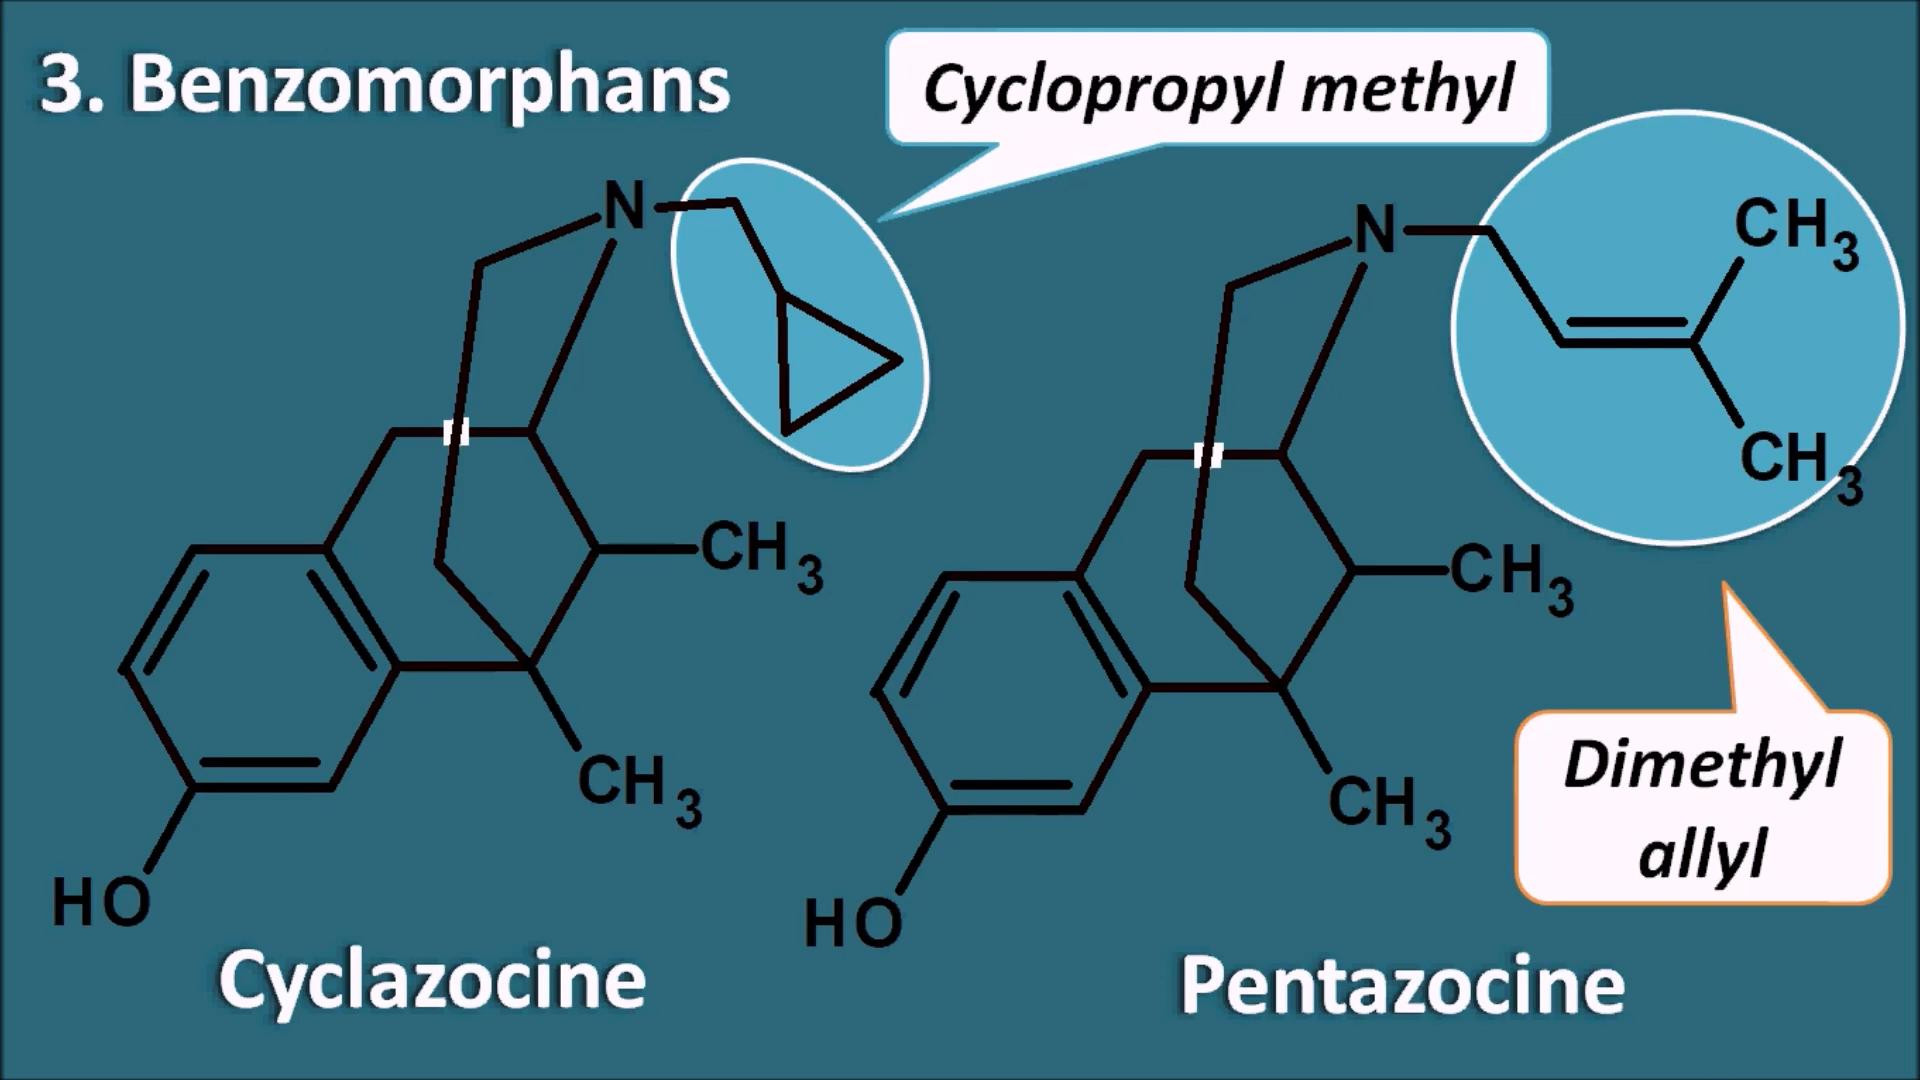 3. Benzomorphans
Cyclopropyl methyl
N
N
CH3
CH3
CH3
CH3
CH3
CH3
HO
HO
Dimethyl
allyl
Cyclazocine
Pentazocine